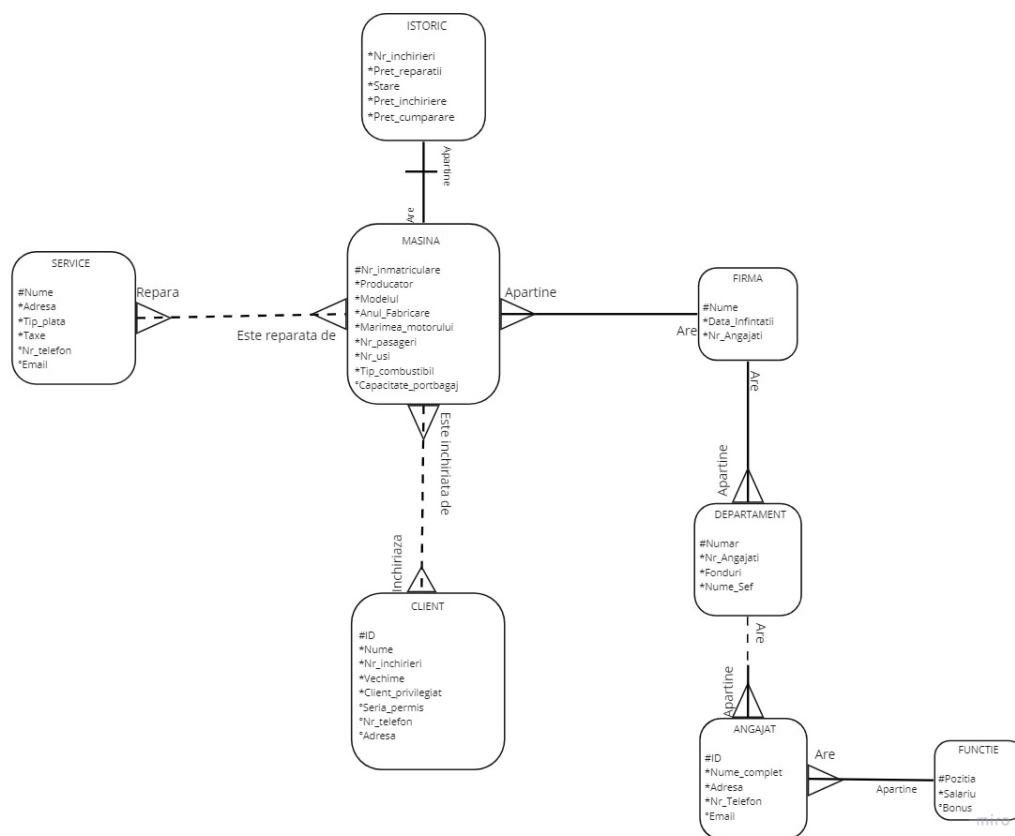 ISTORIC
*Nr_inchirieri
*Pret_reparatii
*Stare
*Pret_inchiriere
*Pret_cumparare
Apartine
Are
MASINA
#Nr_inmatriculare
*Producator
*Modelul
*Anul_Fabricare
*Marimea_motorului
*Nr_pasageri
*Nr_usi
*Tip_combustibil
°Capacitate_portbagaj
SERVICE
#Nume
*Adresa
*Tip_plata
*Taxe
°Nr_telefon
°Email
Repara
Este reparata de
Apartine
Are
FIRMA
#Nume
*Data_Infintatii
*Nr_Angajati
Are
Apartine
DEPARTAMENT
#Numar
*Nr_Angajati
*Fonduri
*Nume_Sef
Este inchiriata de
Inchiriaza
CLIENT
#ID
*Nume
*Nr_inchirieri
*Vechime
*Client_privilegiat
°Seria_permis
°Nr_telefon
°Adresa
Are
Apartine
ANGAJAT
#ID
*Nume_complet
*Adresa
*Nr_Telefon
°Email
Are
Apartine
FUNCTIE
#Pozitia
*Salariu
°Bonus
miro